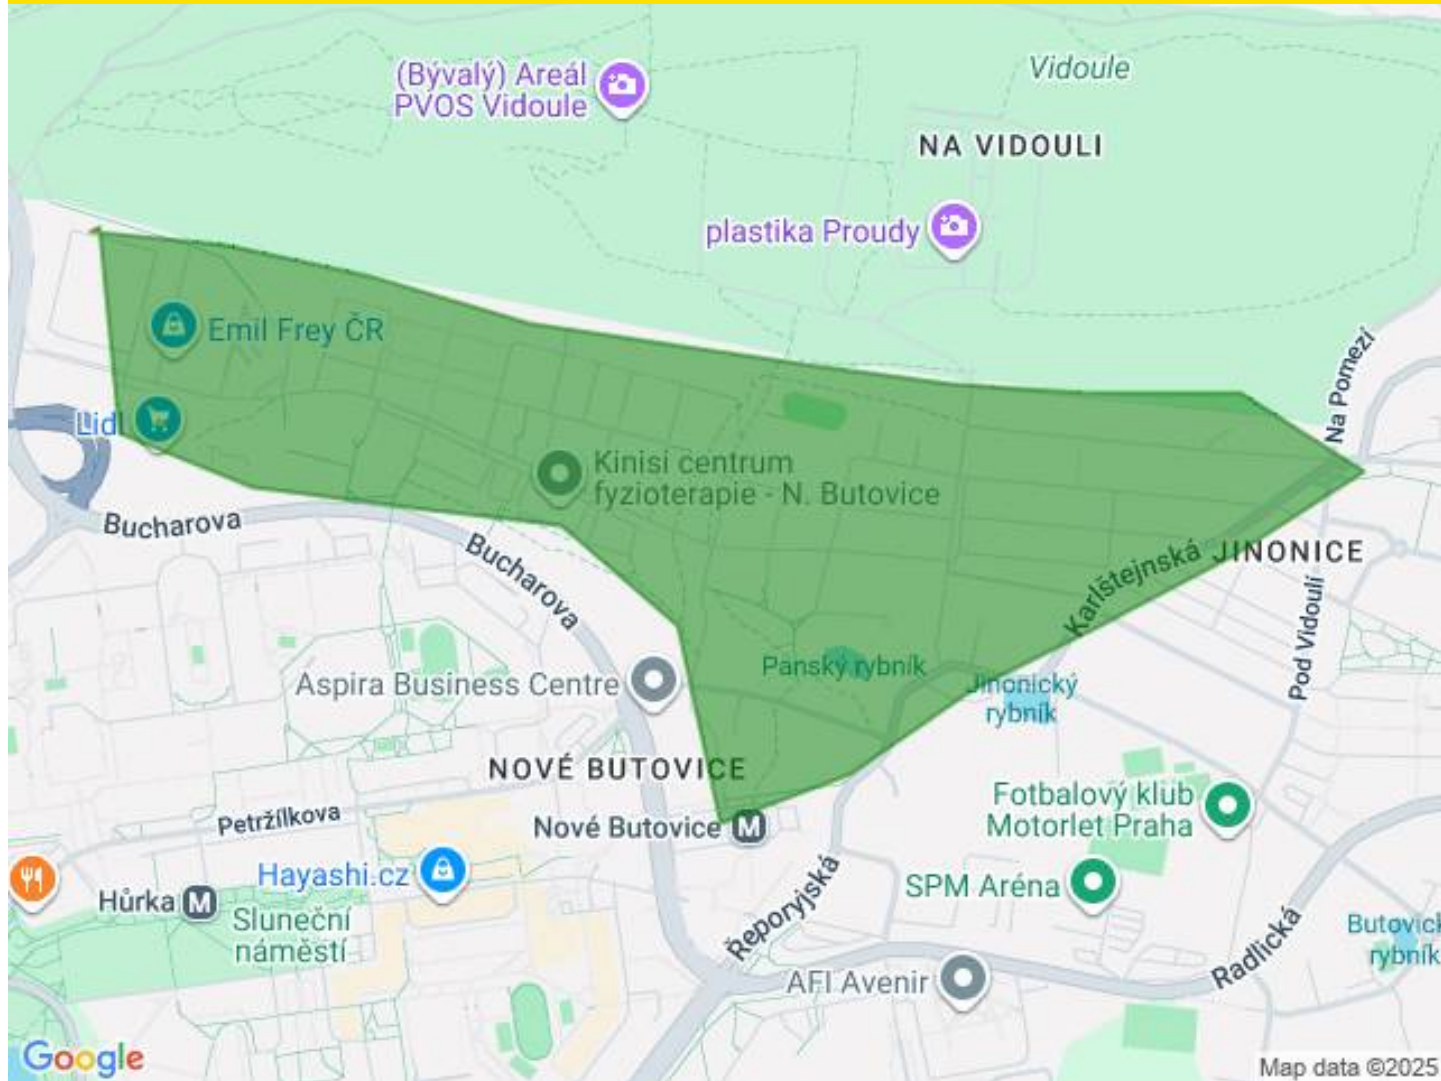 Vidoule
(Bývalý) Areál
PVOS Vidoule
NA VIDOULI
plastika Proudy
Emil Frey ČR
Na Pomezí
Lidl
Kinisi centrum
fyzioterapie - N. Butovice
Bucharova
Bucharova
Karlštejnská
JINONICE
Pod Vidoulí
Aspira Business Centre
Panský rybník
Jinonický
rybník
NOVÉ BUTOVICE
Petržílkova
Nové Butovice
M
Fotbalový klub
Motorlet Praha
Hayashi.cz
SPM Aréna
Řeporyjská
Hůrka
M
Sluneční
náměstí
Radlická
Butovick
rybník
AFI Avenir
Google
Map data ©2025